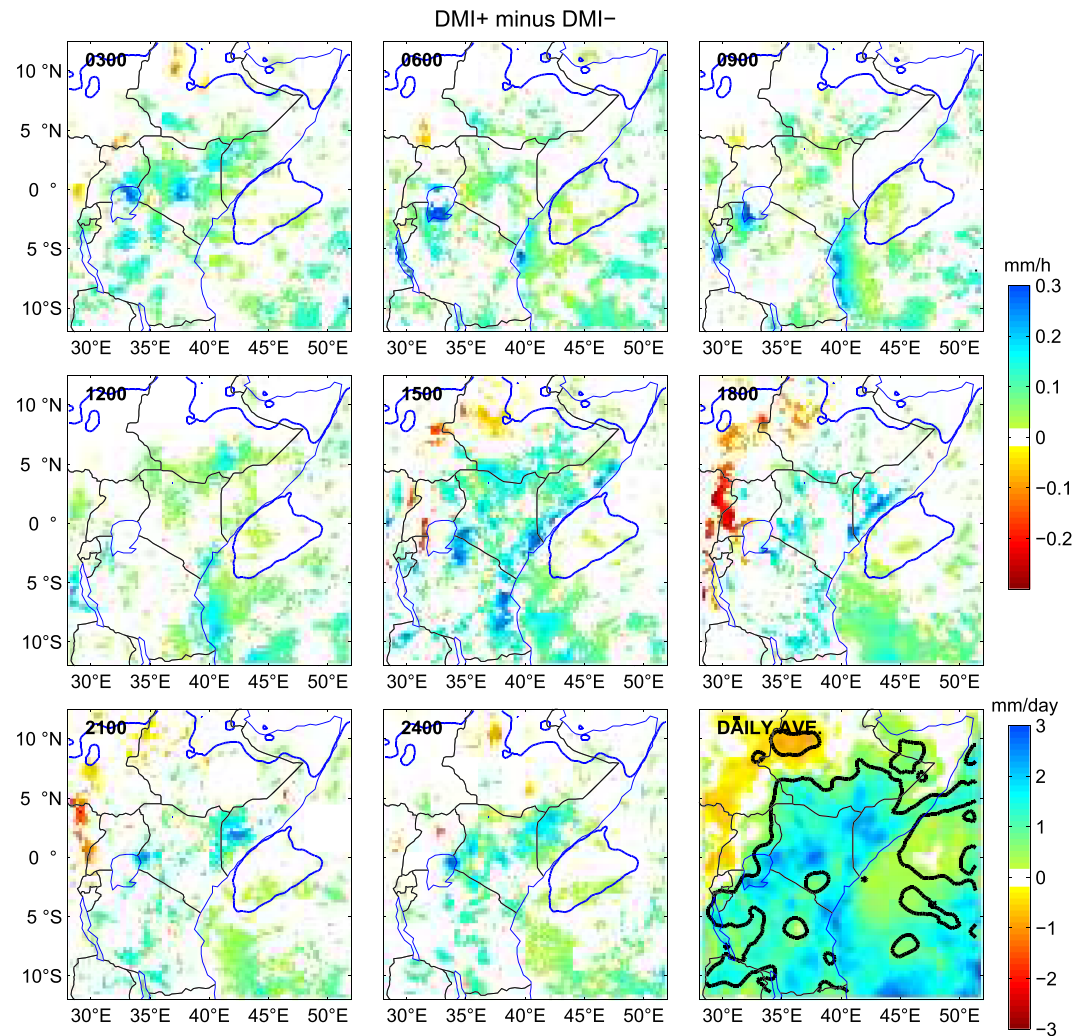 DMI+ minus DMI−
0300 0600 0900
10 °N
5 °N
0 °
5°S
10°S
30°E 35°E 40°E 45°E 50°E 30°E 35°E 40°E 45°E 50°E 30°E 35°E 40°E 45°E 50°E
mm/h
0.3
0.2
0.1
0
−0.1
−0.2
1200 1500 1800
10 °N
5 °N
0 °
5°S
10°S
30°E 35°E 40°E 45°E 50°E 30°E 35°E 40°E 45°E 50°E 30°E 35°E 40°E 45°E 50°E
2100 2400 DAILY AVE.
10 °N
5 °N
0 °
5°S
10°S
30°E 35°E 40°E 45°E 50°E 30°E 35°E 40°E 45°E 50°E 30°E 35°E 40°E 45°E 50°E
mm/day
3
2
1
0
−1
−2
−3